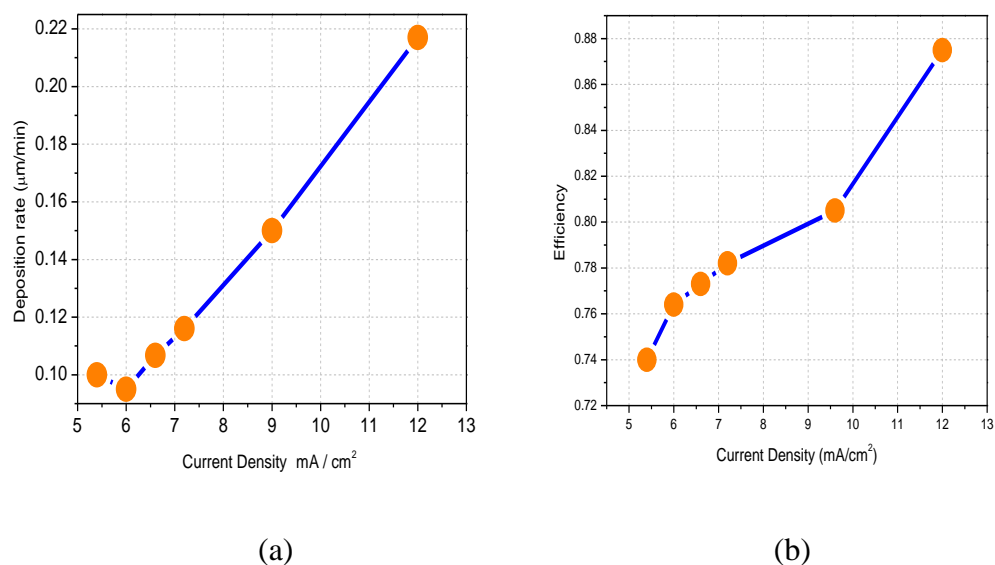 0.22
0.20
0.18
0.16
0.14
0.12
0.10
Deposition rate (μm/min)
5 6 7 8 9 10 11 12 13
Current Density mA / cm²
(a)
0.88
0.86
0.84
0.82
0.80
0.78
0.76
0.74
0.72
Efficiency
5 6 7 8 9 10 11 12 13
Current Density (mA/cm²)
(b)